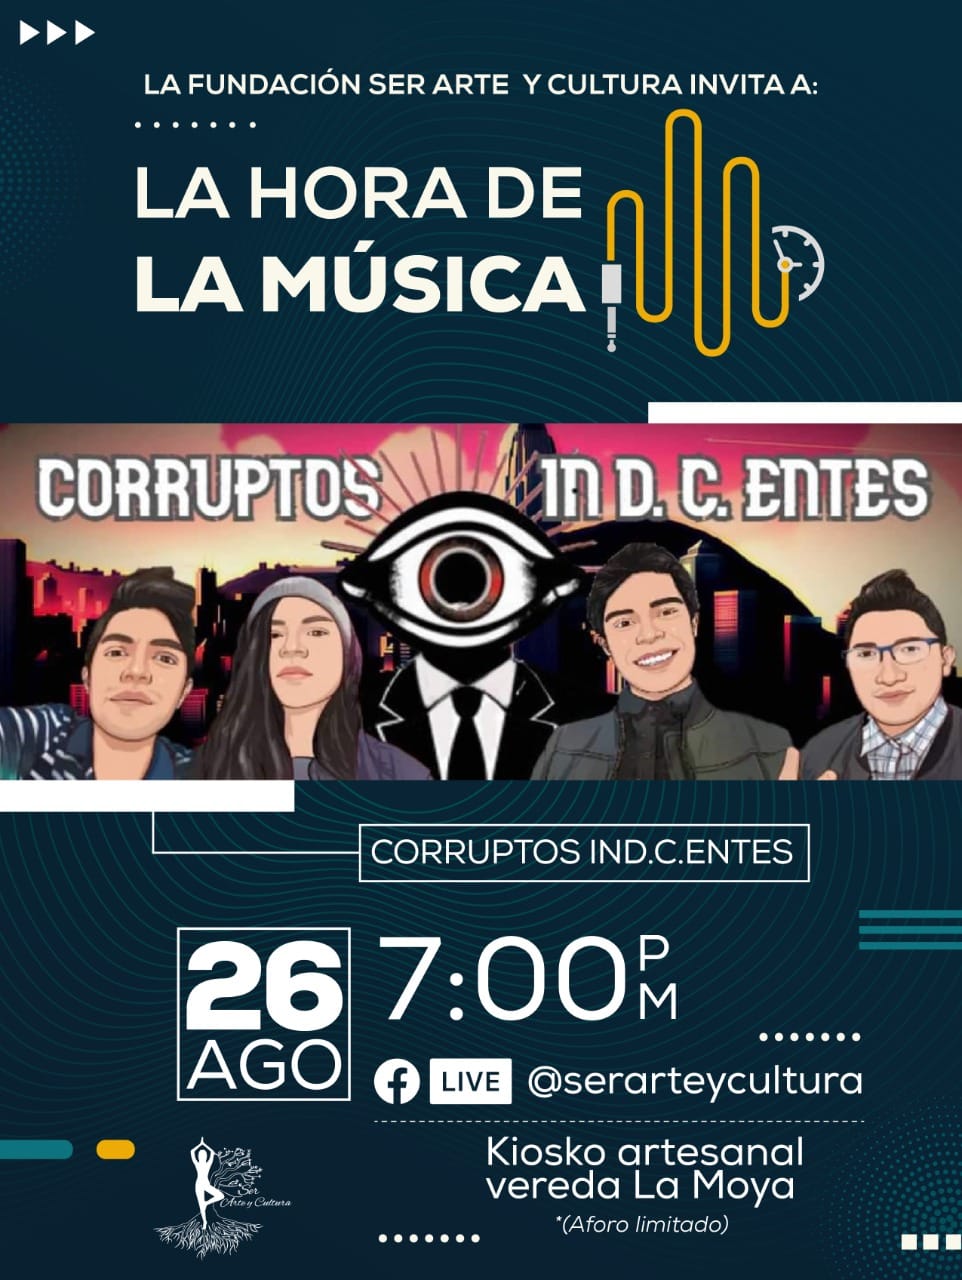 LA FUNDACIÓN SER ARTE Y CULTURA INVITA A:
LA HORA DE
LA MÚSICA
CORRUPTOS IN D. C. ENTES
CORRUPTOS IND.C.ENTES
26
AGO
7:00 PM
LIVE @serarteycultura
Kiosko artesanal
vereda La Moya
*(Aforo limitado)
Ser
Arte y Cultura